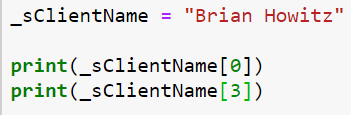 _sClientName = "Brian Howitz"
print(_sClientName[0])
print(_sClientName[3])